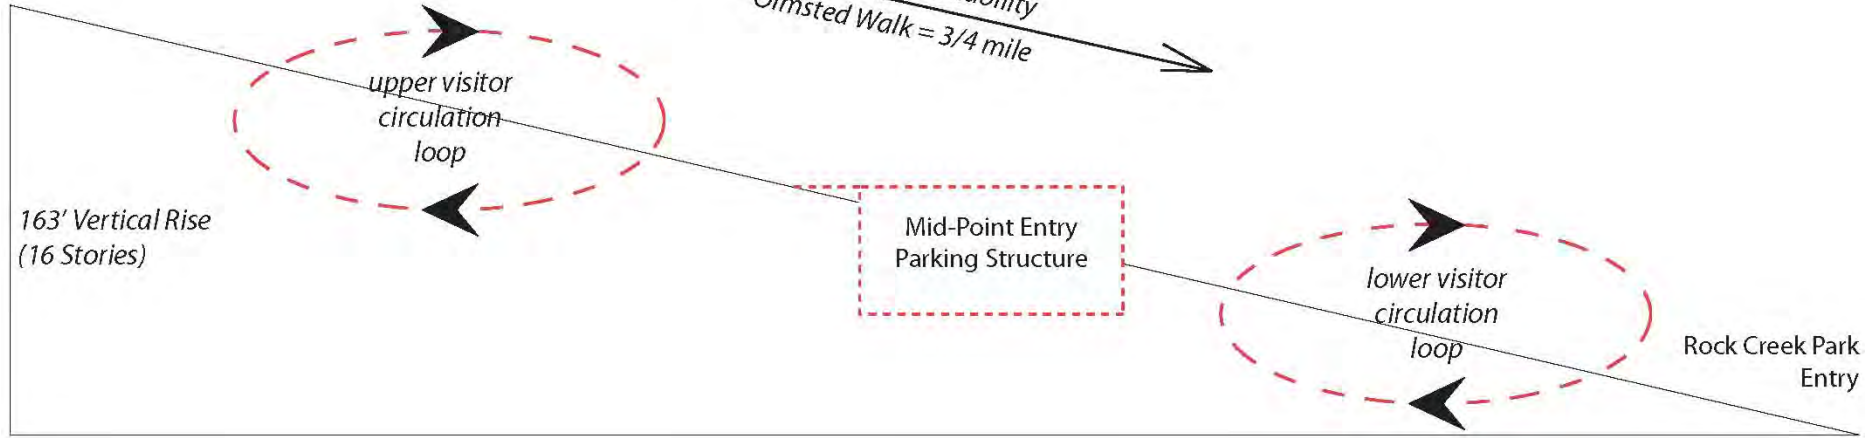 Olmsted Walk = 3/4 mile
upper visitor
circulation
loop
163' Vertical Rise
(16 Stories)
Mid-Point Entry
Parking Structure
lower visitor
circulation
loop
Rock Creek Park
Entry